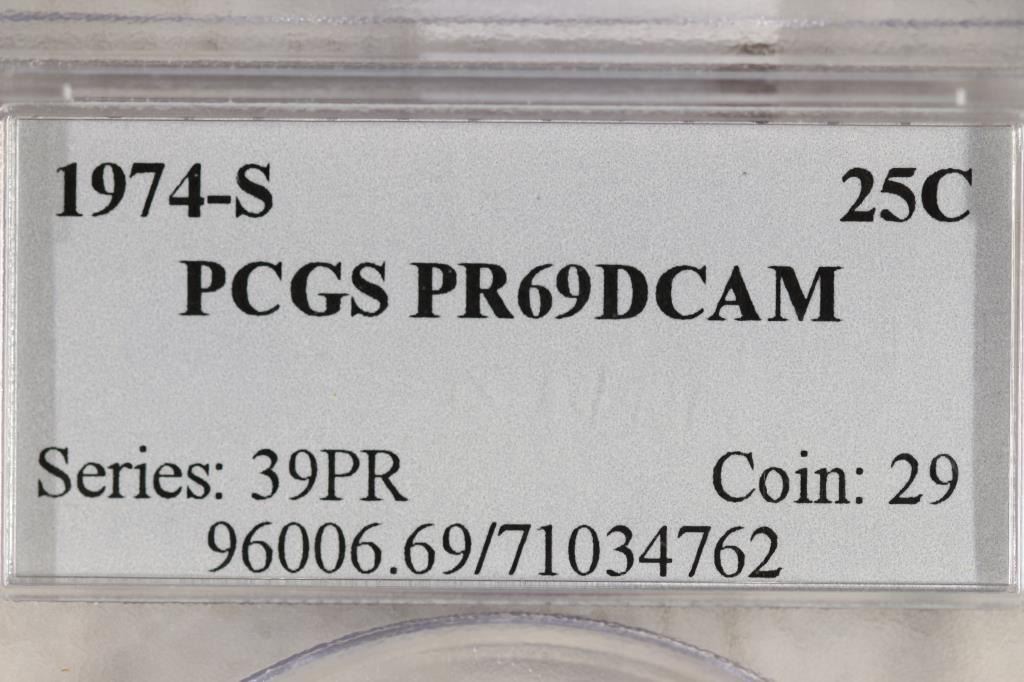 1974-S 25C
PCGS PR69DCAM
Series: 39PR Coin: 29
96006.69/71034762